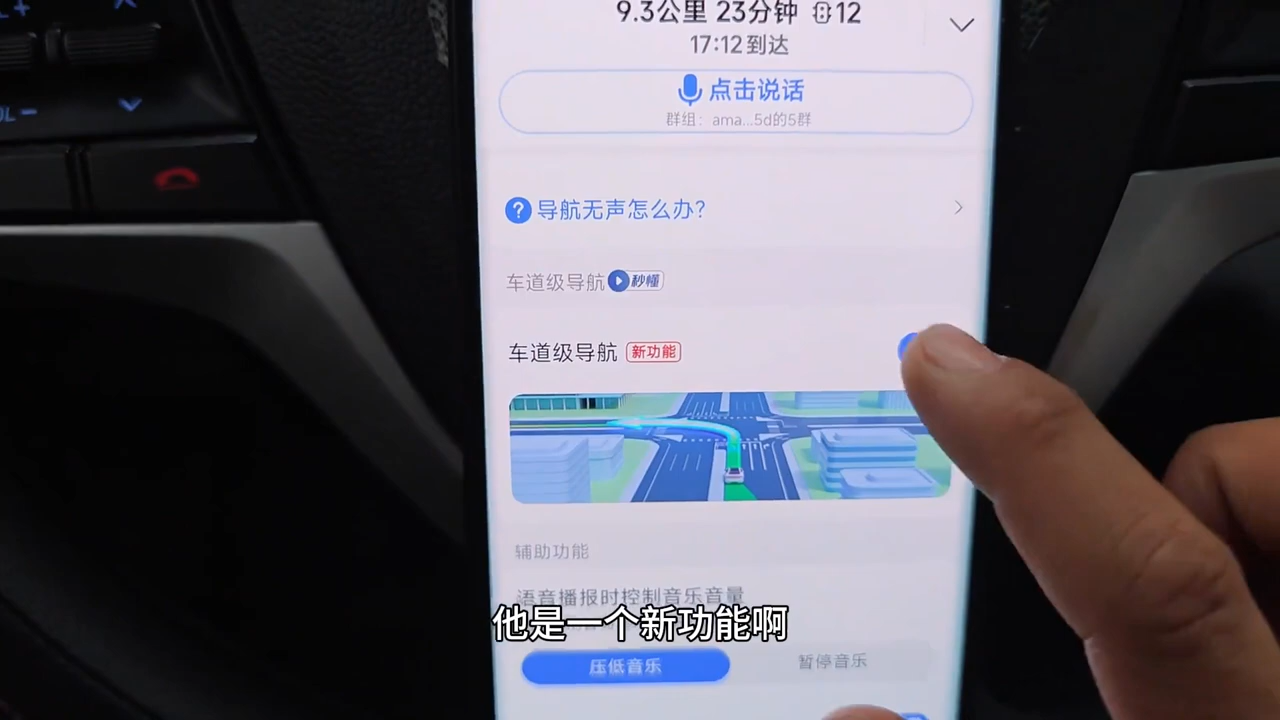 9.3公里 23分钟 12
17:12到达
点击说话
群组：ama...5d的5群
? 导航无声怎么办?
车道级导航 秒懂
车道级导航 新功能
辅助功能
语音播报时控制音乐音量
他是一个新功能啊
压低音乐 暂停音乐